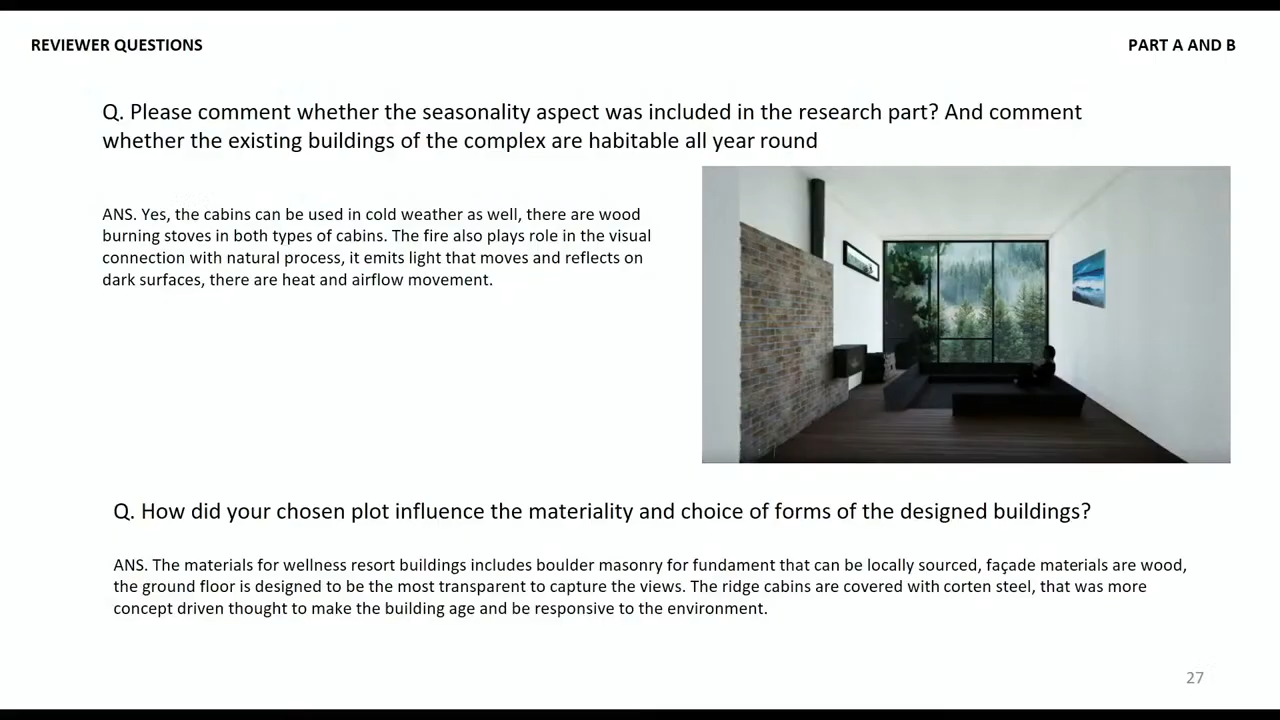 REVIEWER QUESTIONS
PART A AND B
Q. Please comment whether the seasonality aspect was included in the research part? And comment
whether the existing buildings of the complex are habitable all year round
ANS. Yes, the cabins can be used in cold weather as well, there are wood
burning stoves in both types of cabins. The fire also plays role in the visual
connection with natural process, it emits light that moves and reflects on
dark surfaces, there are heat and airflow movement.
Q. How did your chosen plot influence the materiality and choice of forms of the designed buildings?
ANS. The materials for wellness resort buildings includes boulder masonry for fundament that can be locally sourced, façade materials are wood,
the ground floor is designed to be the most transparent to capture the views. The ridge cabins are covered with corten steel, that was more
concept driven thought to make the building age and be responsive to the environment.
27